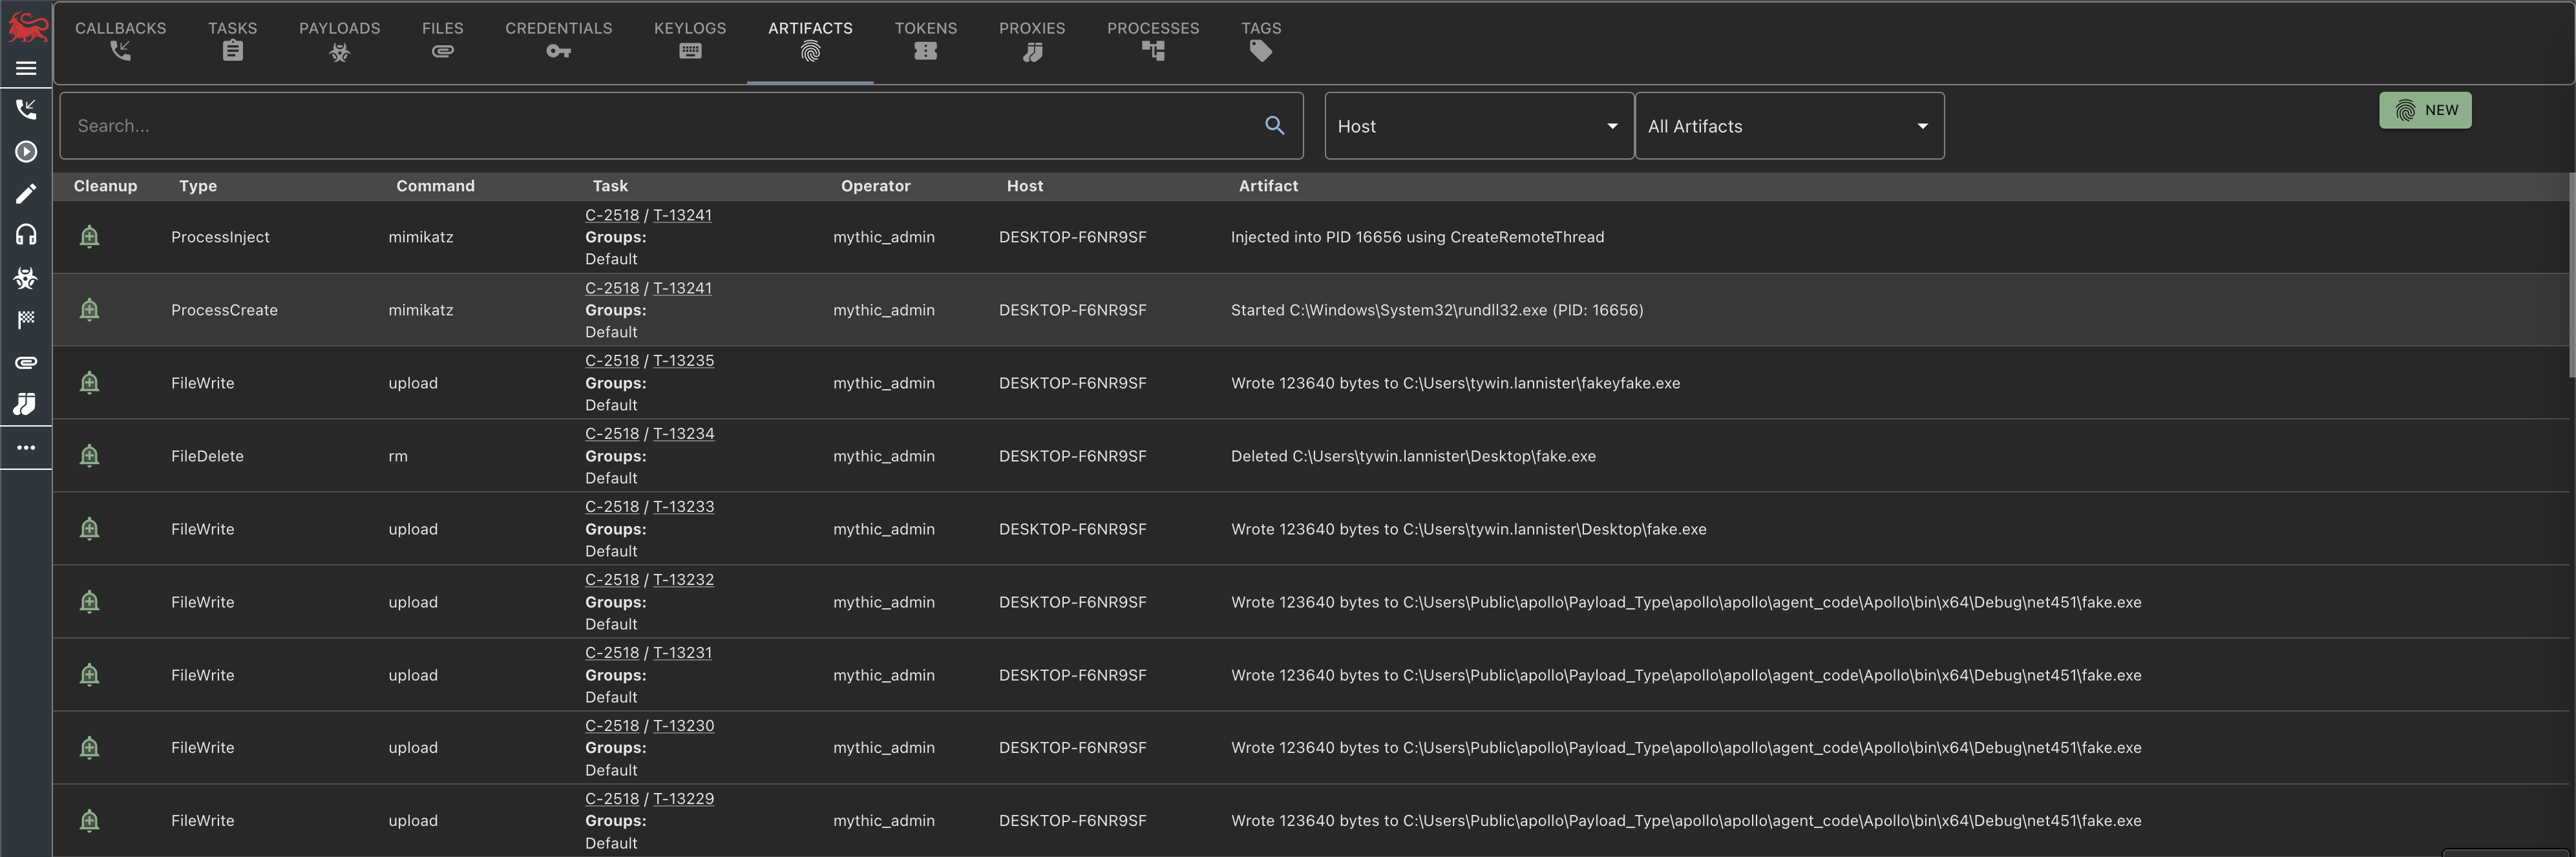 CALLBACKS TASKS PAYLOADS FILES CREDENTIALS KEYLOGS ARTIFACTS TOKENS PROXIES PROCESSES TAGS
Search... Host All Artifacts NEW
Cleanup Type Command Task Operator Host Artifact
C-2518 / T-13241
ProcessInject mimikatz Groups: mythic_admin DESKTOP-F6NR9SF Injected into PID 16656 using CreateRemoteThread
Default
C-2518 / T-13241
ProcessCreate mimikatz Groups: mythic_admin DESKTOP-F6NR9SF Started C:\Windows\System32\rundll32.exe (PID: 16656)
Default
C-2518 / T-13235
FileWrite upload Groups: mythic_admin DESKTOP-F6NR9SF Wrote 123640 bytes to C:\Users\tywin.lannister\fakeyfake.exe
Default
C-2518 / T-13234
FileDelete rm Groups: mythic_admin DESKTOP-F6NR9SF Deleted C:\Users\tywin.lannister\Desktop\fake.exe
Default
C-2518 / T-13233
FileWrite upload Groups: mythic_admin DESKTOP-F6NR9SF Wrote 123640 bytes to C:\Users\tywin.lannister\Desktop\fake.exe
Default
C-2518 / T-13232
FileWrite upload Groups: mythic_admin DESKTOP-F6NR9SF Wrote 123640 bytes to C:\Users\Public\apollo\Payload_Type\apollo\apollo\agent_code\Apollo\bin\x64\Debug\net451\fake.exe
Default
C-2518 / T-13231
FileWrite upload Groups: mythic_admin DESKTOP-F6NR9SF Wrote 123640 bytes to C:\Users\Public\apollo\Payload_Type\apollo\apollo\agent_code\Apollo\bin\x64\Debug\net451\fake.exe
Default
C-2518 / T-13230
FileWrite upload Groups: mythic_admin DESKTOP-F6NR9SF Wrote 123640 bytes to C:\Users\Public\apollo\Payload_Type\apollo\apollo\agent_code\Apollo\bin\x64\Debug\net451\fake.exe
Default
C-2518 / T-13229
FileWrite upload Groups: mythic_admin DESKTOP-F6NR9SF Wrote 123640 bytes to C:\Users\Public\apollo\Payload_Type\apollo\apollo\agent_code\Apollo\bin\x64\Debug\net451\fake.exe
Default